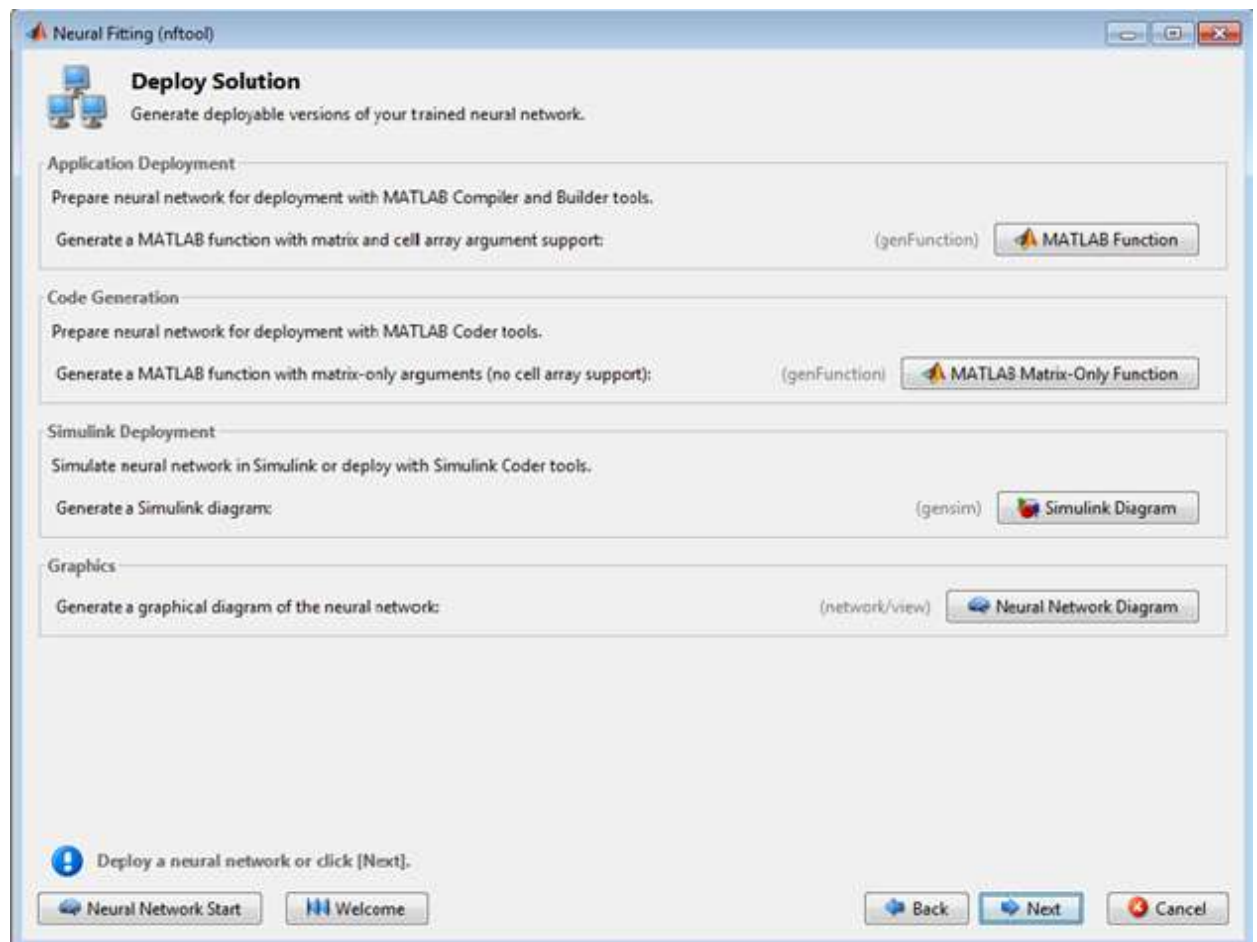 Neural Fitting (nftool)
Deploy Solution
Generate deployable versions of your trained neural network.
Application Deployment
Prepare neural network for deployment with MATLAB Compiler and Builder tools.
Generate a MATLAB function with matrix and cell array argument support: (genFunction) MATLAB Function
Code Generation
Prepare neural network for deployment with MATLAB Coder tools.
Generate a MATLAB function with matrix-only arguments (no cell array support): (genFunction) MATLAB Matrix-Only Function
Simulink Deployment
Simulate neural network in Simulink or deploy with Simulink Coder tools.
Generate a Simulink diagram: (gensim) Simulink Diagram
Graphics
Generate a graphical diagram of the neural network: (network/view) Neural Network Diagram
Deploy a neural network or click [Next].
Neural Network Start Welcome Back Next Cancel